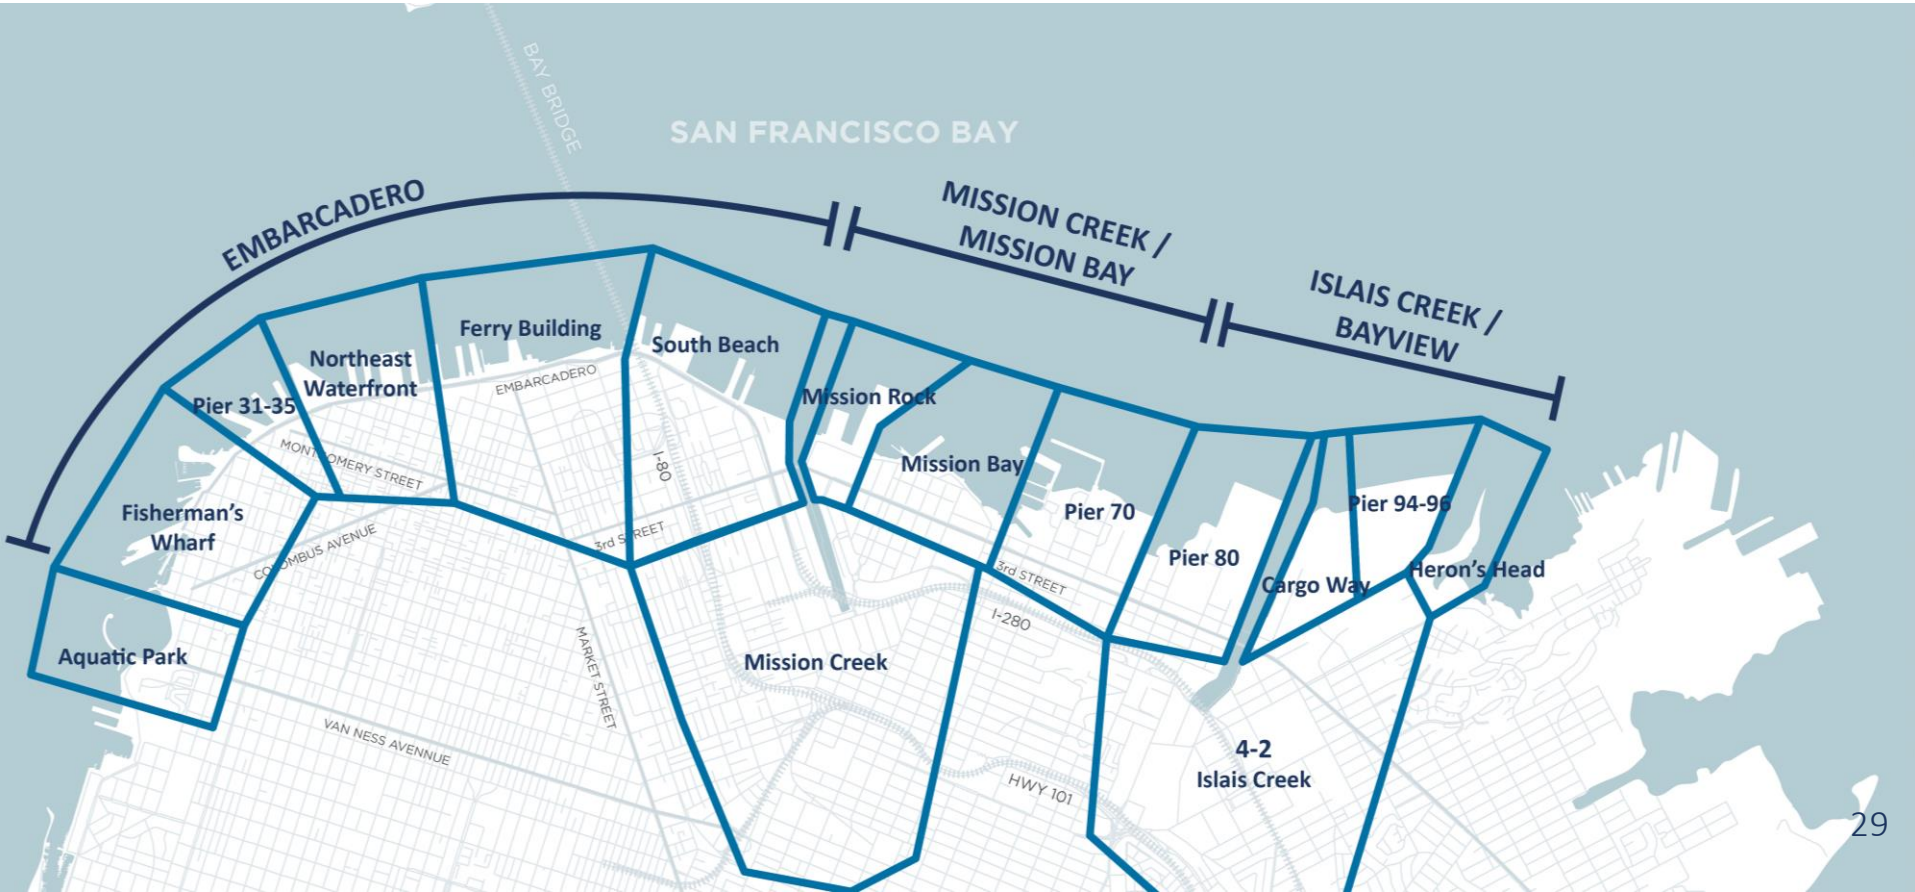 BAY BRIDGE
SAN FRANCISCO BAY
EMBARCADERO
MISSION CREEK /
MISSION BAY
ISLAIS CREEK /
BAYVIEW
Ferry Building
South Beach
Northeast
Waterfront
EMBARCADERO
Pier 31-35
Mission Rock
MONTGOMERY STREET
I-80
Mission Bay
Pier 94-96
Fisherman's
Wharf
Pier 70
COLUMBUS AVENUE
3rd STREET
Pier 80
3rd STREET
Cargo Way
Heron's Head
I-280
Aquatic Park
Mission Creek
MARKET STREET
VAN NESS AVENNUE
4-2
Islais Creek
HWY 101
29